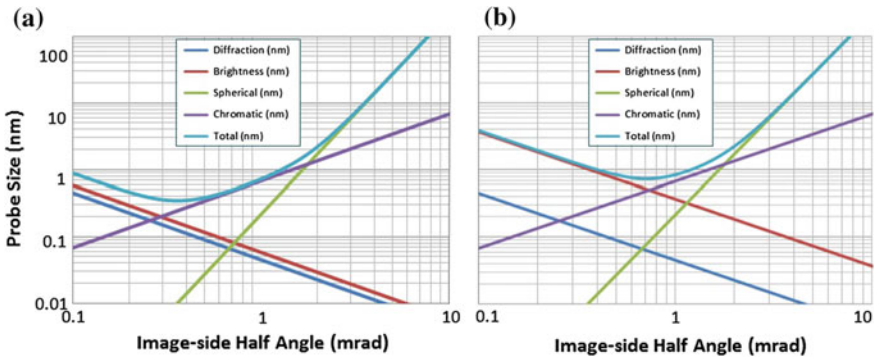 (a)
Probe Size (nm)
100
10
1
0.1
0.01
Diffraction (nm)
Brightness (nm)
Spherical (nm)
Chromatic (nm)
Total (nm)
0.1
1
10
Image-side Half Angle (mrad)
(b)
Diffraction (nm)
Brightness (nm)
Spherical (nm)
Chromatic (nm)
Total (nm)
0.1
1
10
Image-side Half Angle (mrad)